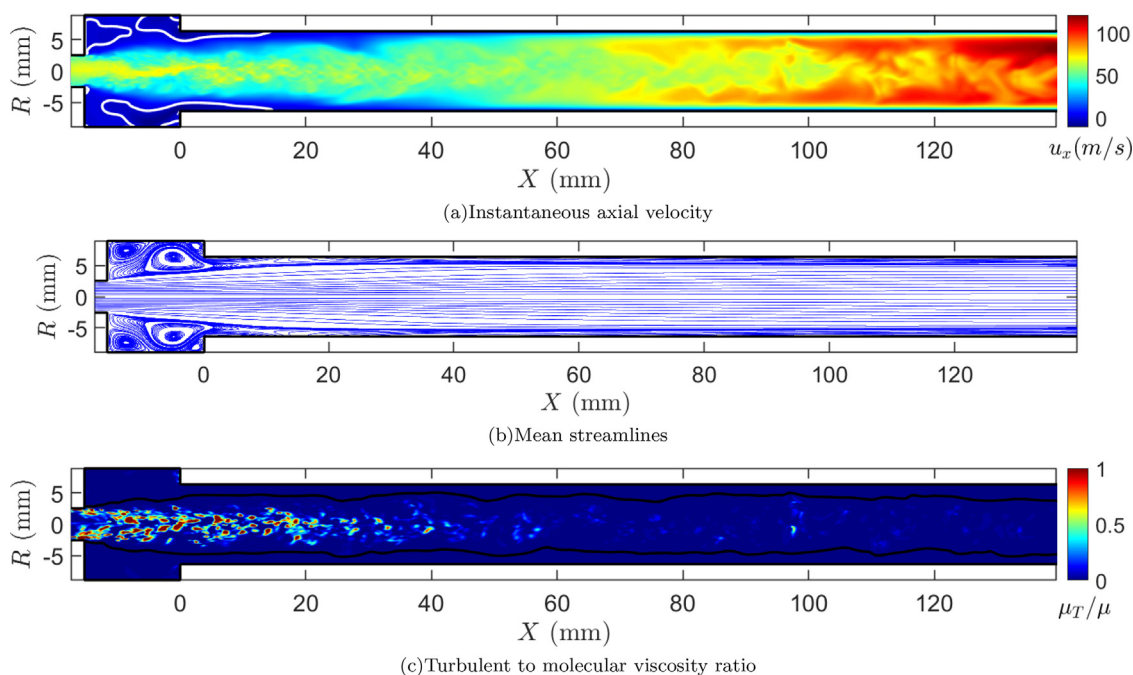 5
0
-5
R (mm)
100
50
0
0 20 40 60 80 100 120
u_x(m/s)
X (mm)
(a)Instantaneous axial velocity
5
0
-5
R (mm)
0 20 40 60 80 100 120
X (mm)
(b)Mean streamlines
5
0
-5
R (mm)
1
0.5
0
0 20 40 60 80 100 120
μ_T/μ
X (mm)
(c)Turbulent to molecular viscosity ratio